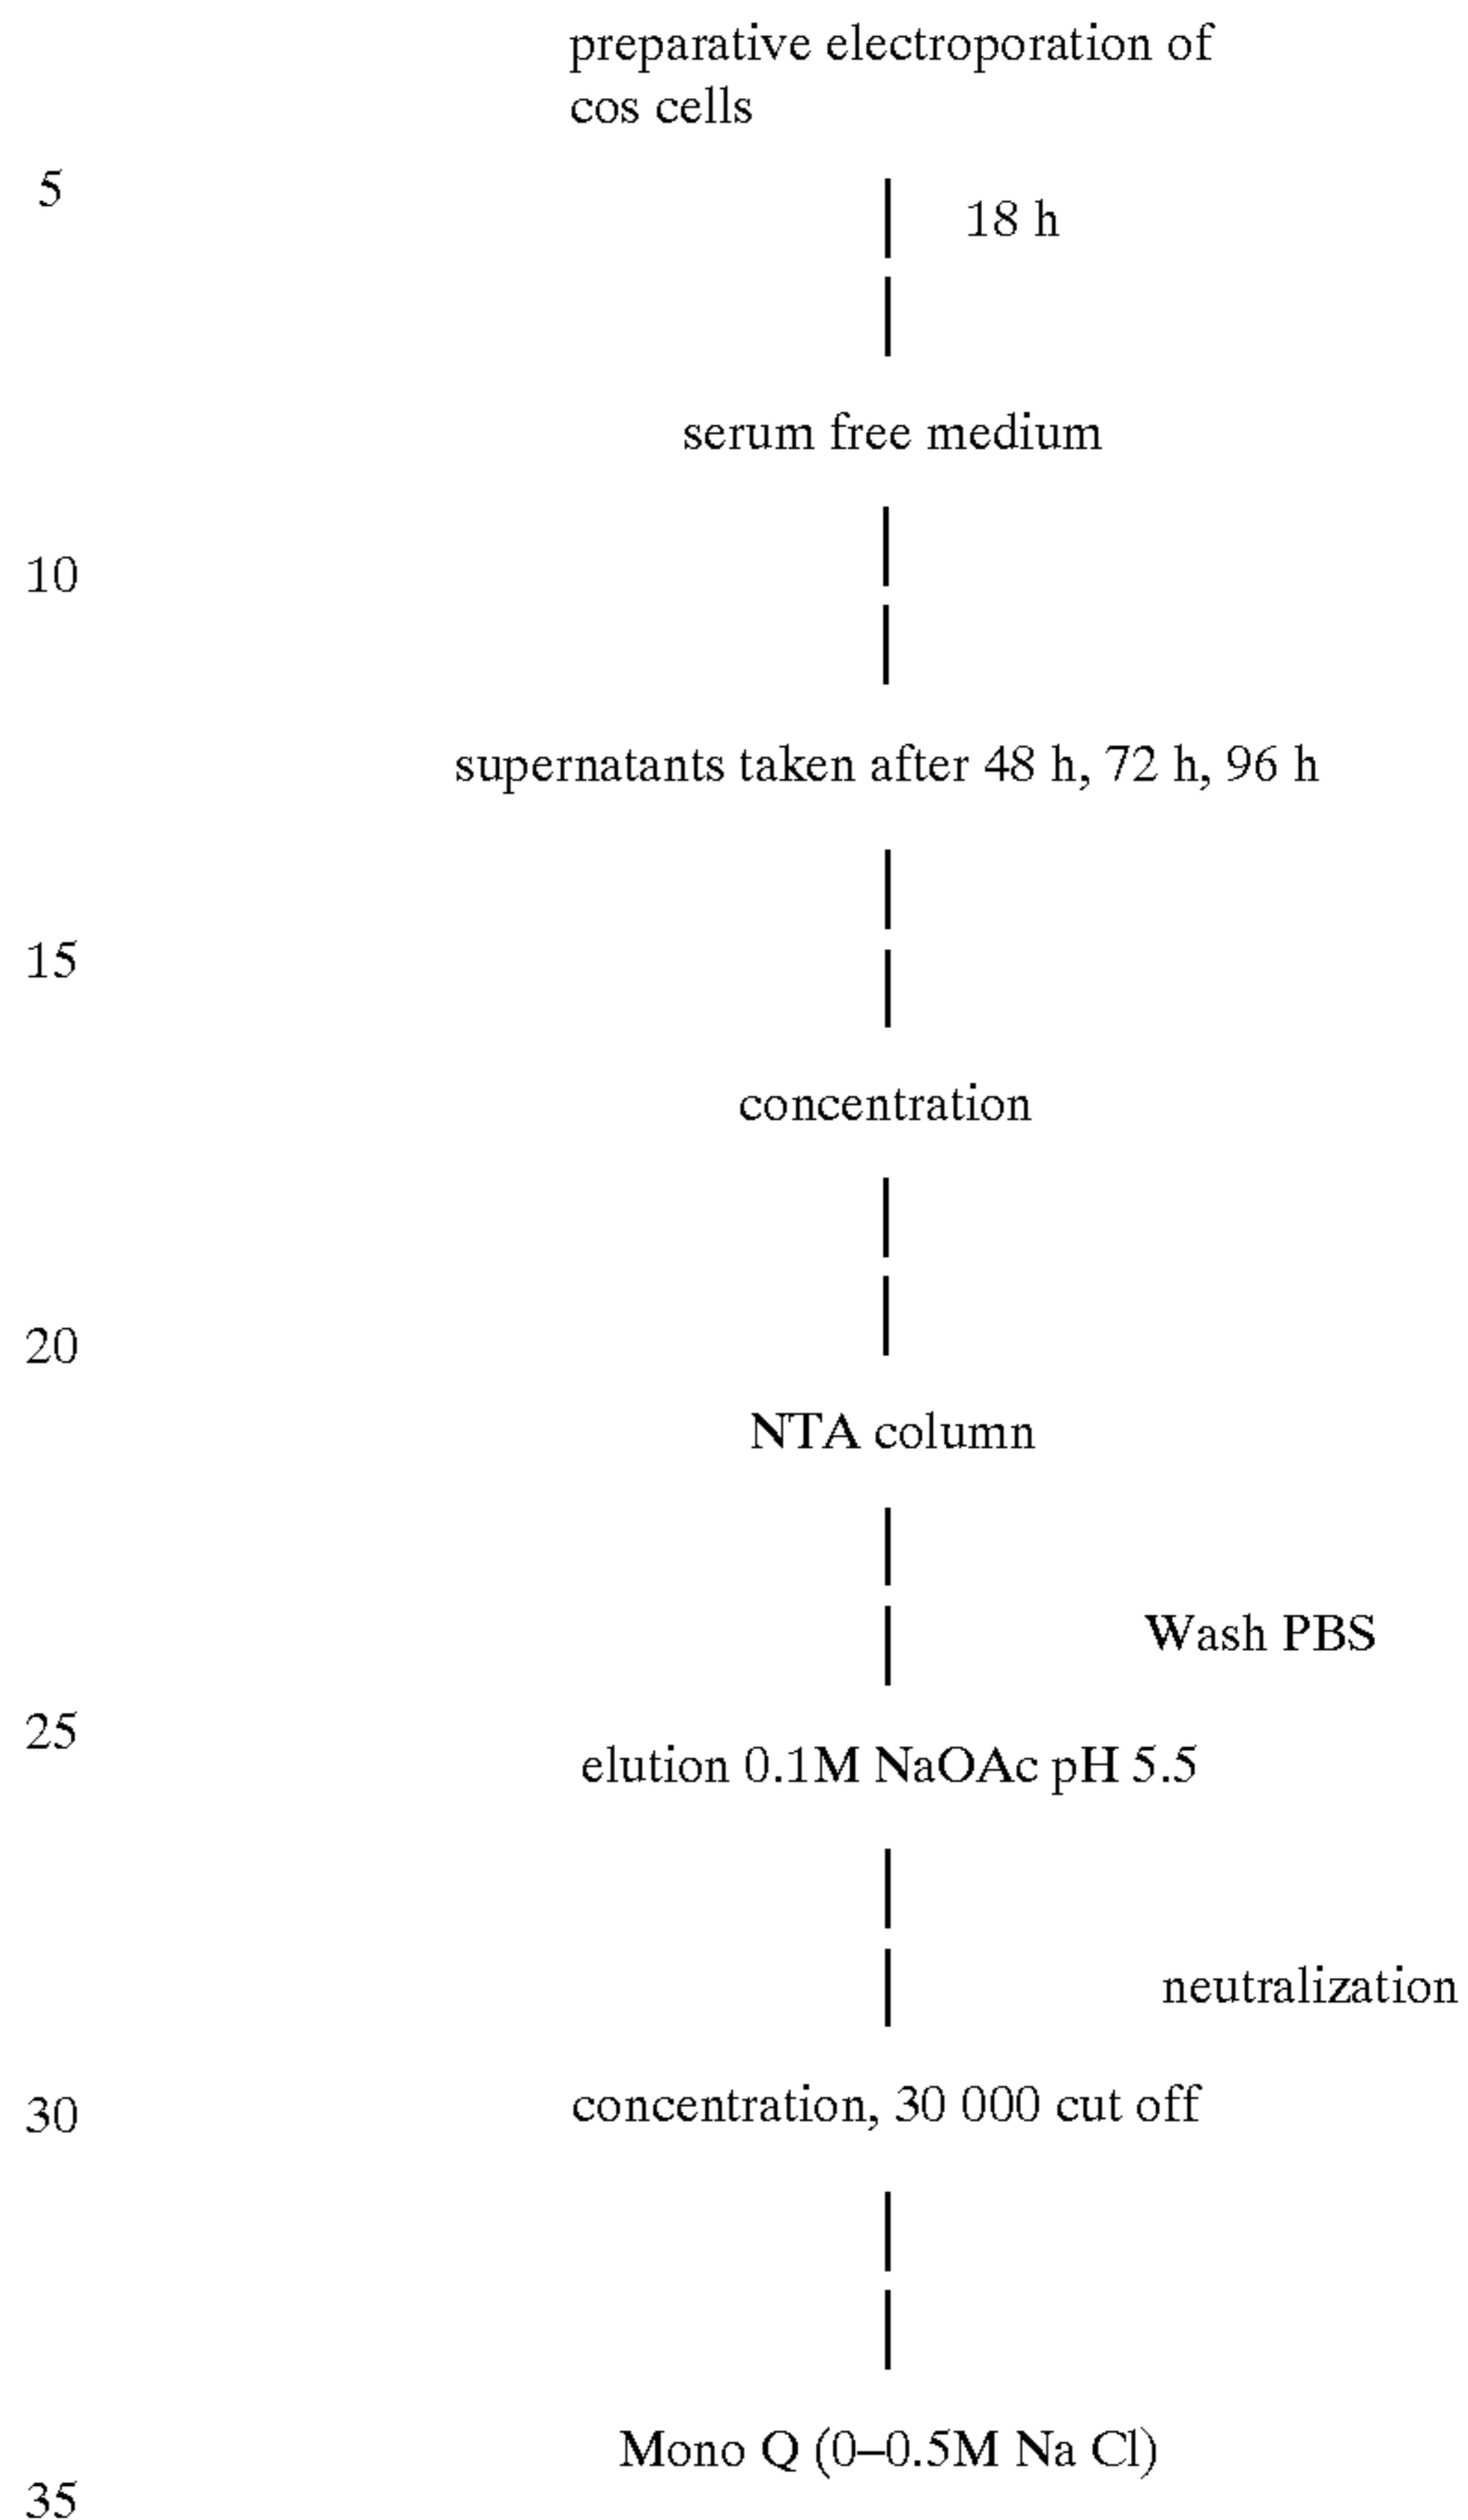 preparative electroporation of
cos cells
5
18 h
serum free medium
10
supernatants taken after 48 h, 72 h, 96 h
15
concentration
20
NTA column
Wash PBS
25
elution 0.1M NaOAc pH 5.5
neutralization
30
concentration, 30 000 cut off
Mono Q (0–0.5M Na Cl)
35